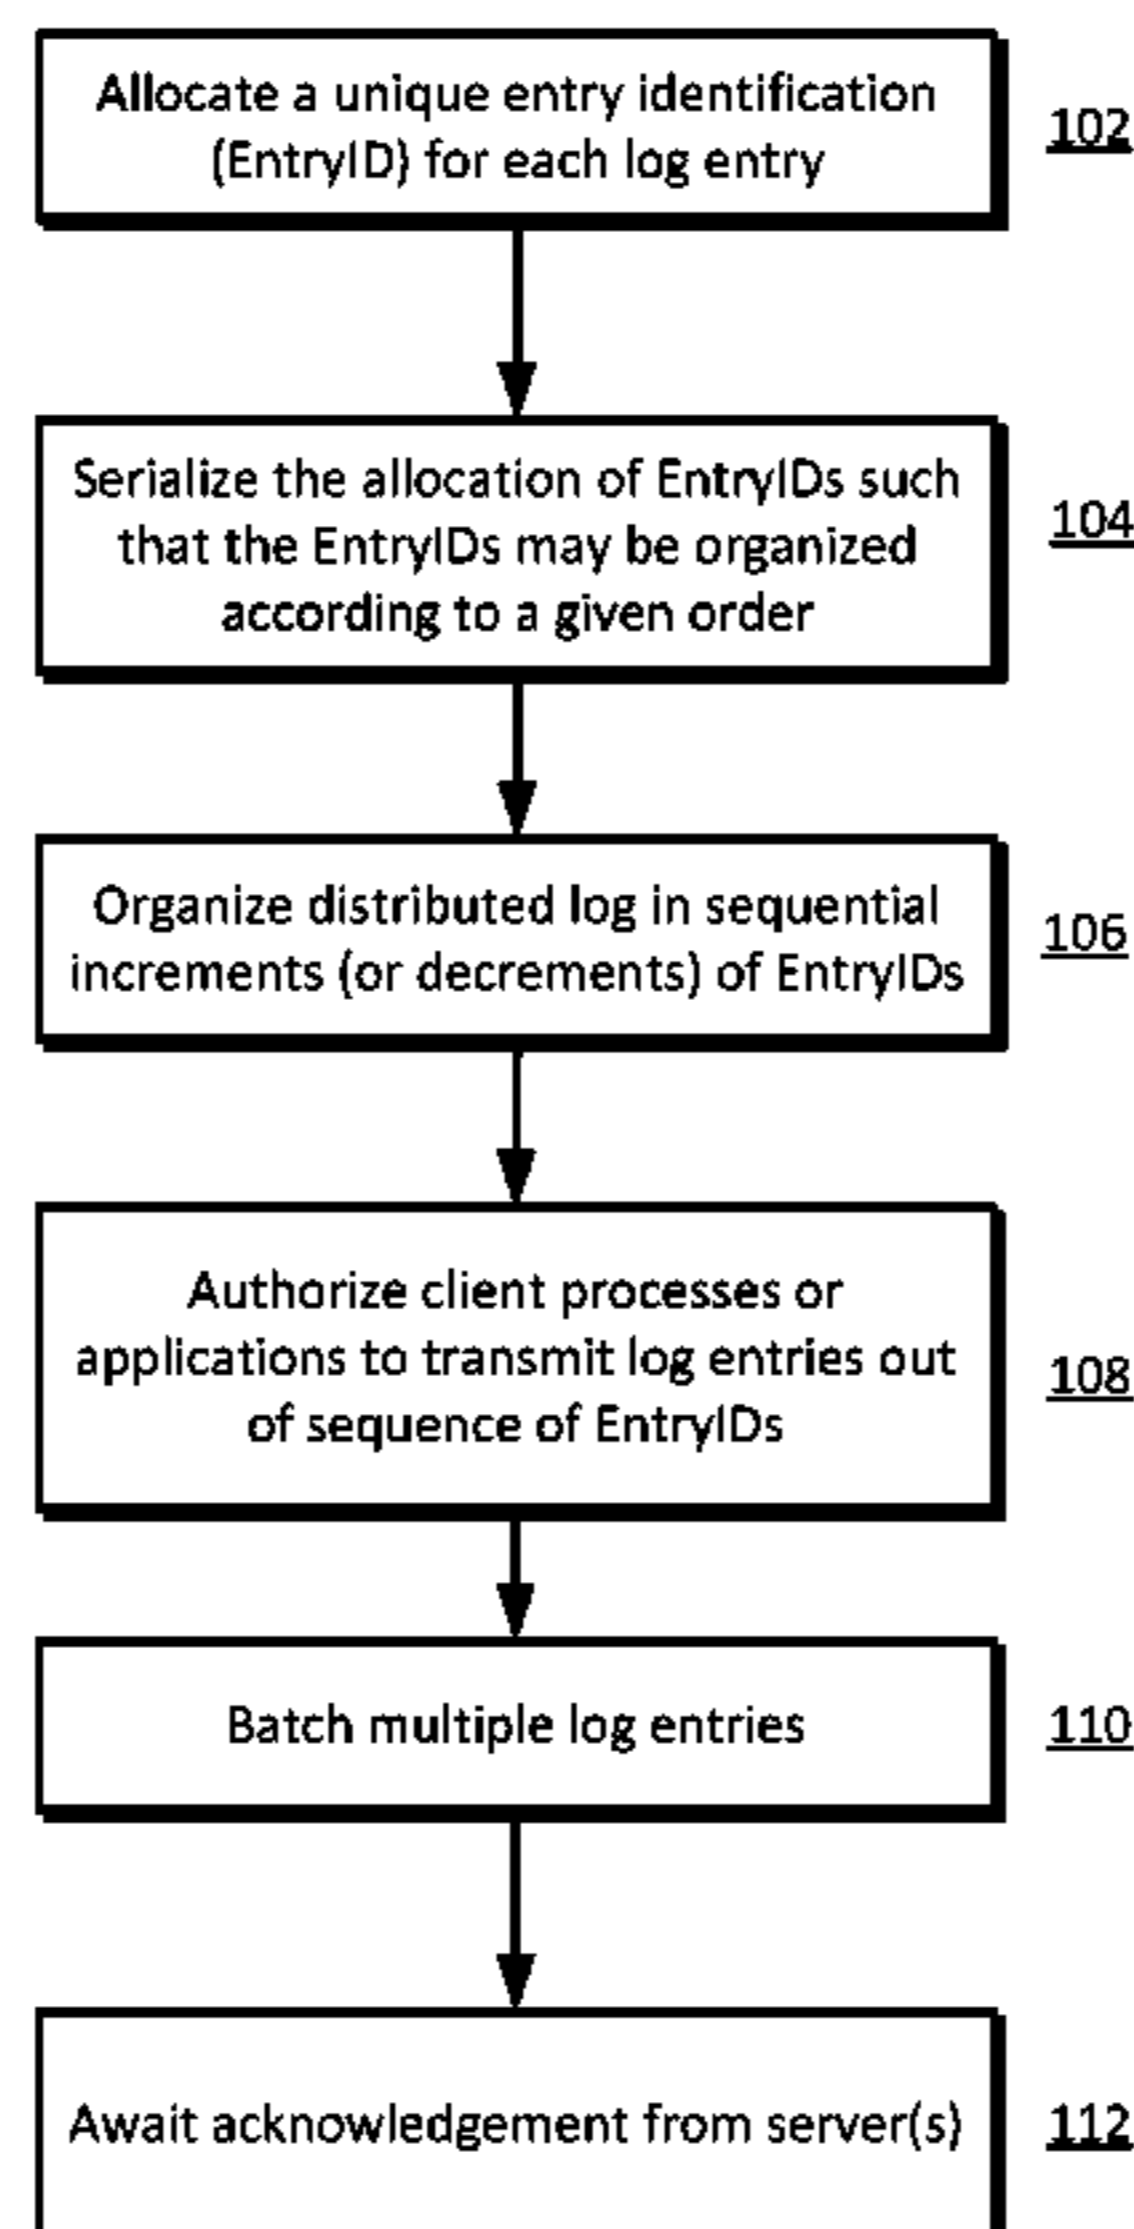 Allocate a unique entry identification
(EntryID) for each log entry
102
Serialize the allocation of EntryIDs such
that the EntryIDs may be organized
according to a given order
104
Organize distributed log in sequential
increments (or decrements) of EntryIDs
106
Authorize client processes or
applications to transmit log entries out
of sequence of EntryIDs
108
Batch multiple log entries
110
Await acknowledgement from server(s)
112